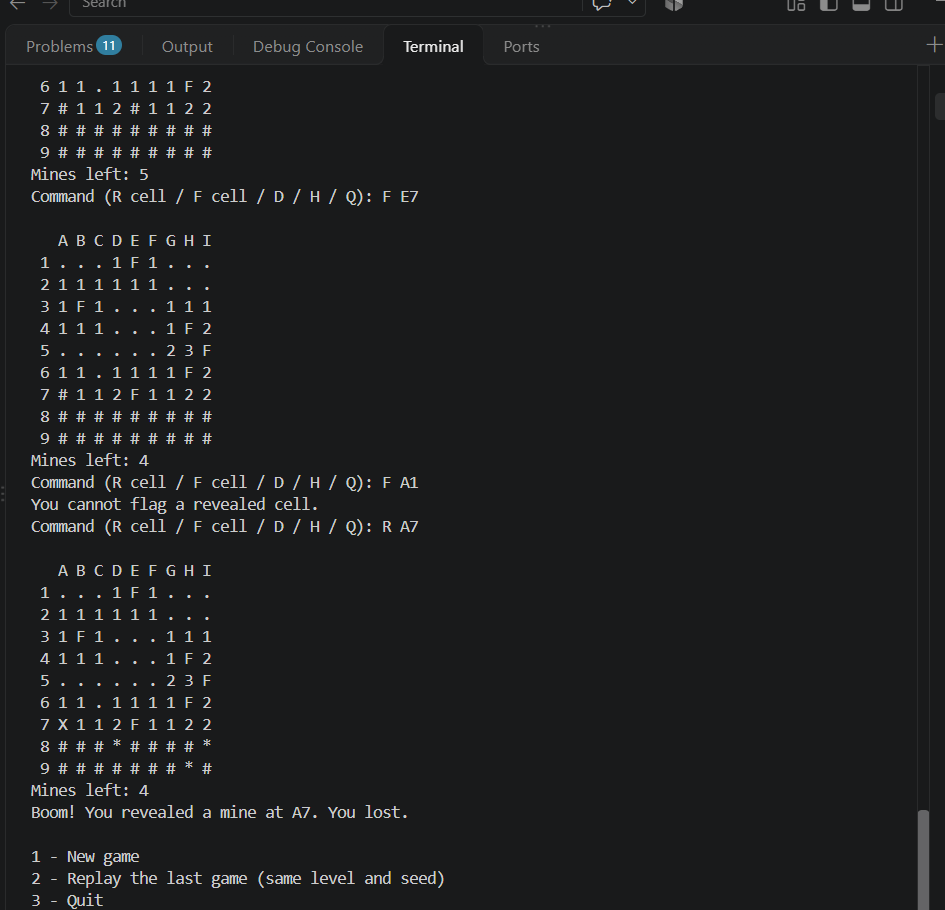 Search
Problems 11 Output Debug Console Terminal Ports
6 1 1 . 1 1 1 1 F 2
7 # 1 1 2 # 1 1 2 2
8 # # # # # # # # #
9 # # # # # # # # #
Mines left: 5
Command (R cell / F cell / D / H / Q): F E7
A B C D E F G H I
1 . . . 1 F 1 . . .
2 1 1 1 1 1 1 . . .
3 1 F 1 . . . 1 1 1
4 1 1 1 . . . 1 F 2
5 . . . . . . 2 3 F
6 1 1 . 1 1 1 1 F 2
7 # 1 1 2 F 1 1 2 2
8 # # # # # # # # #
9 # # # # # # # # #
Mines left: 4
Command (R cell / F cell / D / H / Q): F A1
You cannot flag a revealed cell.
Command (R cell / F cell / D / H / Q): R A7
A B C D E F G H I
1 . . . 1 F 1 . . .
2 1 1 1 1 1 1 . . .
3 1 F 1 . . . 1 1 1
4 1 1 1 . . . 1 F 2
5 . . . . . . 2 3 F
6 1 1 . 1 1 1 1 F 2
7 X 1 1 2 F 1 1 2 2
8 # # # * # # # # *
9 # # # # # # # * #
Mines left: 4
Boom! You revealed a mine at A7. You lost.
1 - New game
2 - Replay the last game (same level and seed)
3 - Quit